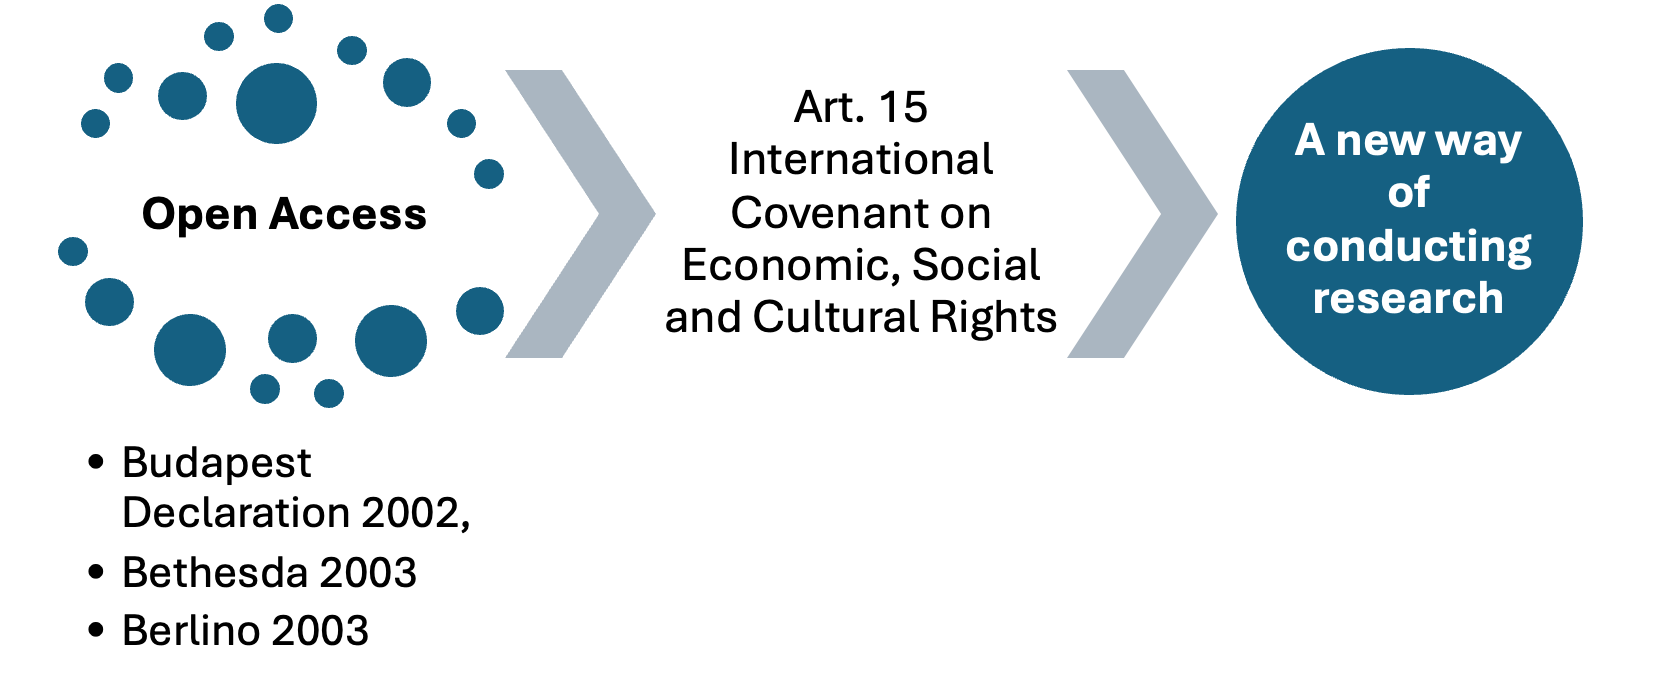 Open Access
• Budapest
Declaration 2002,
• Bethesda 2003
• Berlino 2003
Art. 15
International
Covenant on
Economic, Social
and Cultural Rights
A new way
of
conducting
research